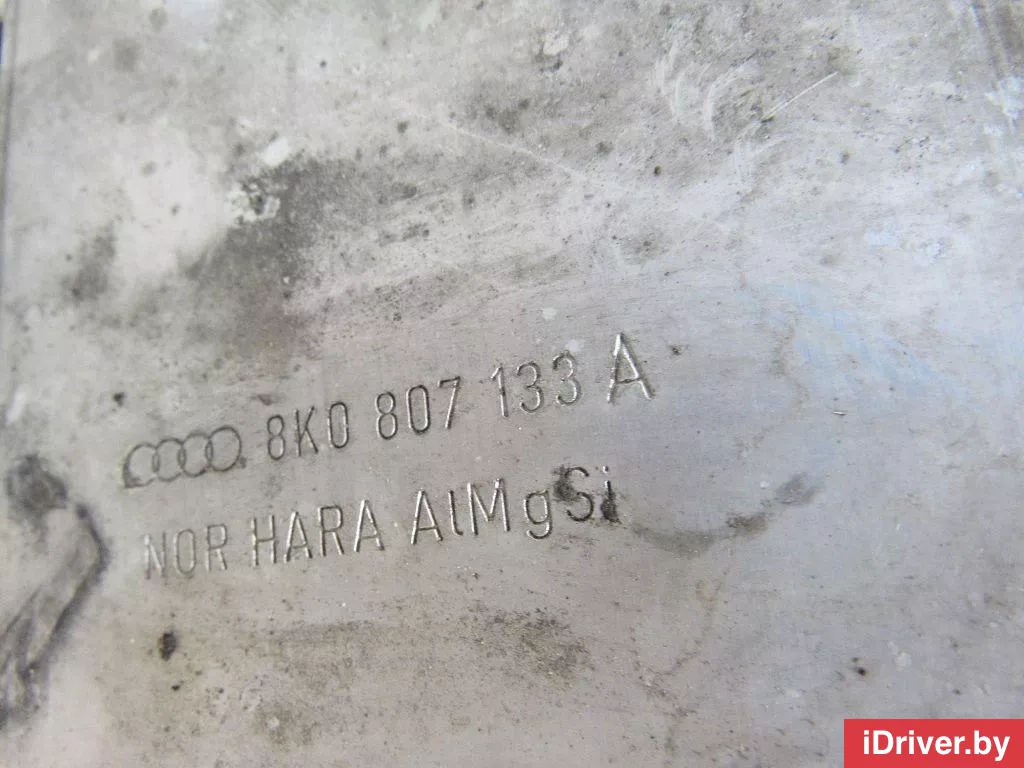 8K0 807 133 A
NOR HARA AlMgSi
iDriver.by